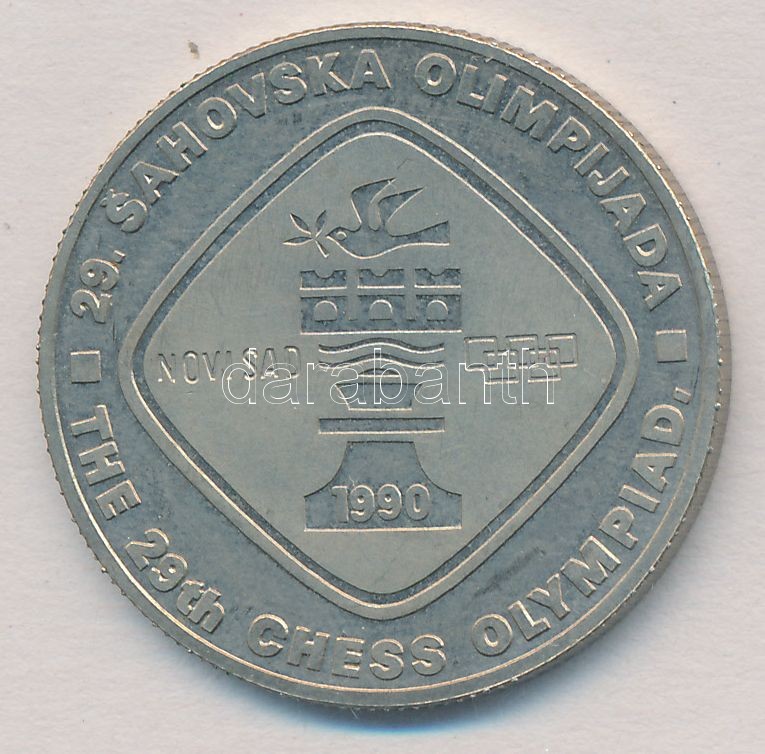 29. ŠAHOVSKA OLIMPIJADA
NOVI SAD
1990
THE 29th CHESS OLYMPIAD.
darabanth